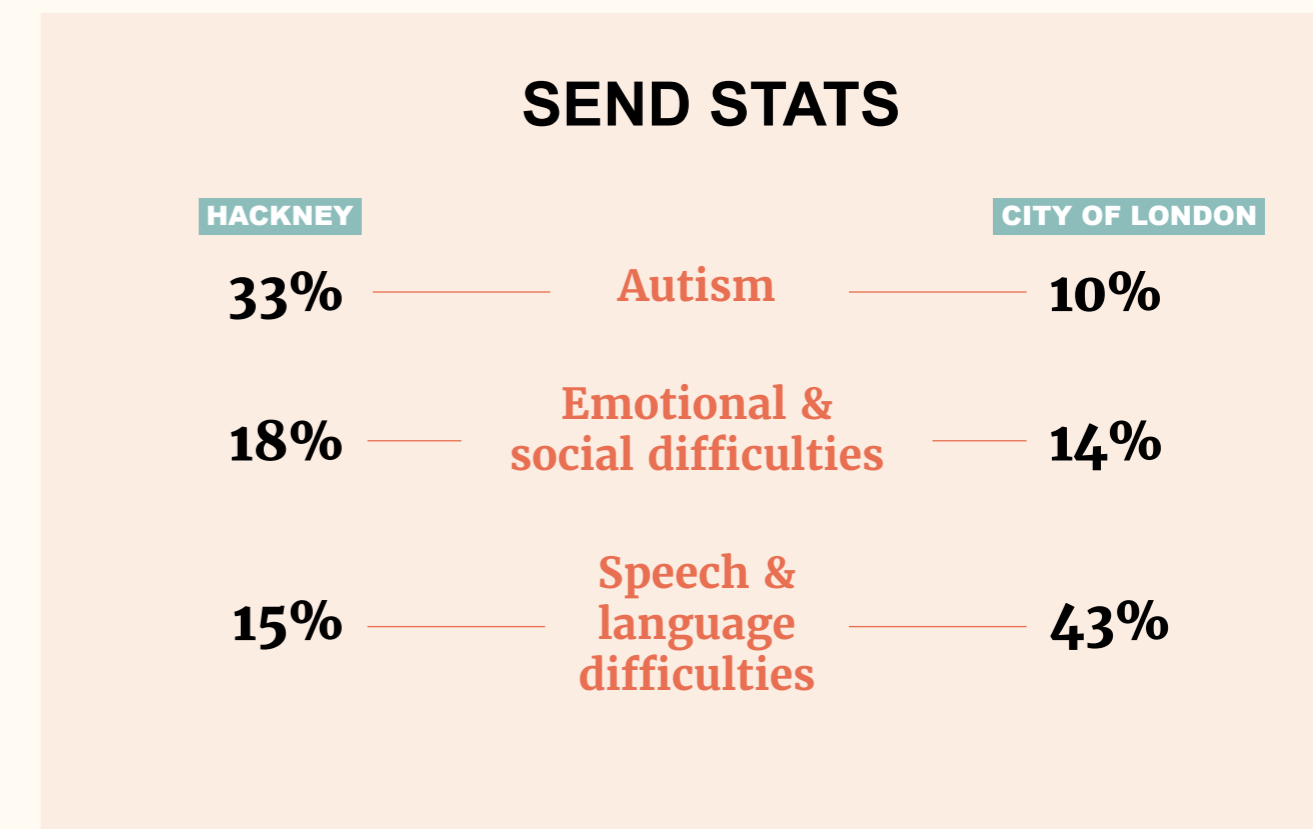 SEND STATS
HACKNEY CITY OF LONDON
33% Autism 10%
Emotional &
18% social difficulties 14%
Speech &
15% language 43%
difficulties